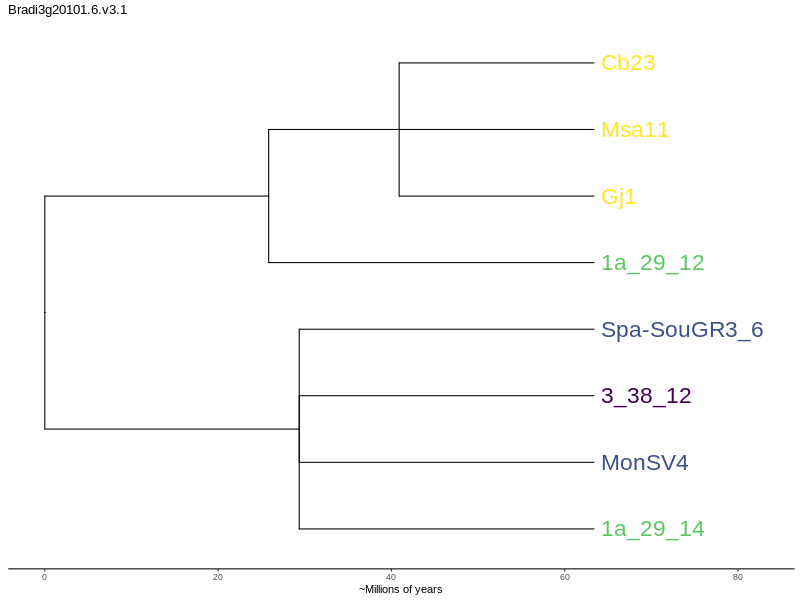 Bradi3g20101.6.v3.1
Cb23
Msa11
Gj1
1a_29_12
Spa-SouGR3_6
3_38_12
MonSV4
1a_29_14
0 20 40 60 80
~Millions of years